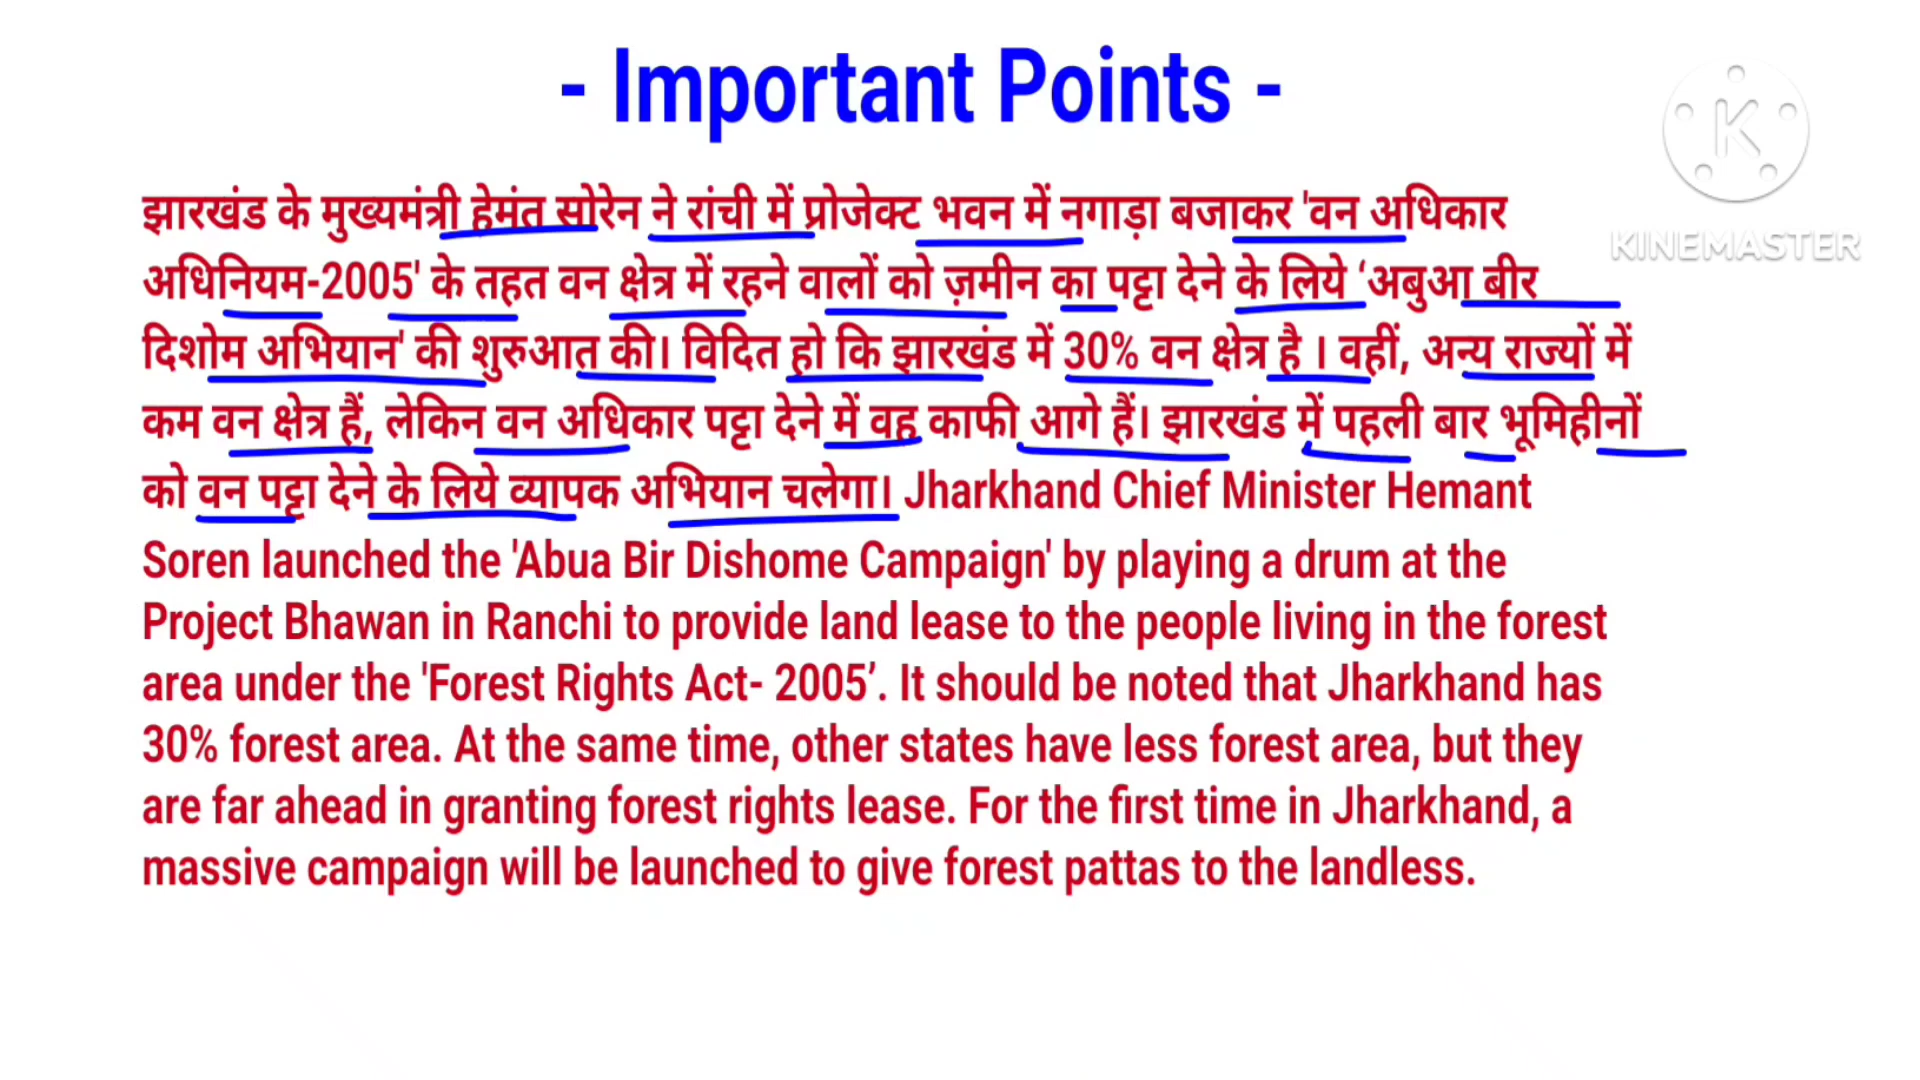 - Important Points -
KINEMASTER
झारखंड के मुख्यमंत्री हेमंत सोरेन ने रांची में प्रोजेक्ट भवन में नगाड़ा बजाकर 'वन अधिकार
अधिनियम-2005' के तहत वन क्षेत्र में रहने वालों को ज़मीन का पट्टा देने के लिये ‘अबुआ बीर
दिशोम अभियान' की शुरुआत की। विदित हो कि झारखंड में 30% वन क्षेत्र है । वहीं, अन्य राज्यों में
कम वन क्षेत्र हैं, लेकिन वन अधिकार पट्टा देने में वह काफी आगे हैं। झारखंड में पहली बार भूमिहीनों
को वन पट्टा देने के लिये व्यापक अभियान चलेगा। Jharkhand Chief Minister Hemant
Soren launched the 'Abua Bir Dishome Campaign' by playing a drum at the
Project Bhawan in Ranchi to provide land lease to the people living in the forest
area under the 'Forest Rights Act- 2005’. It should be noted that Jharkhand has
30% forest area. At the same time, other states have less forest area, but they
are far ahead in granting forest rights lease. For the first time in Jharkhand, a
massive campaign will be launched to give forest pattas to the landless.